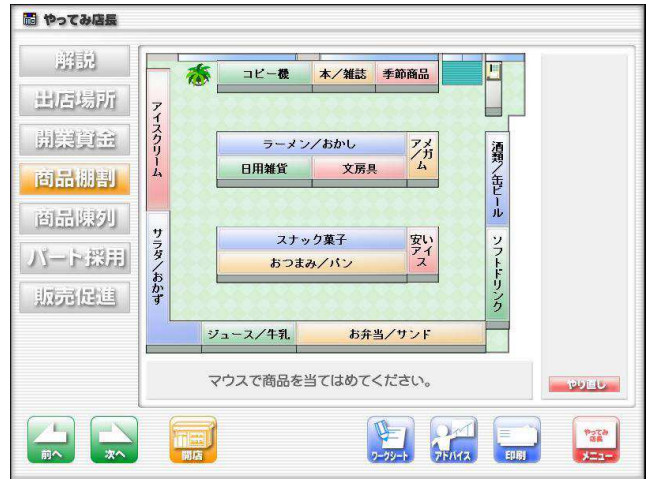 やってみ店長
解説
出店場所
開業資金
商品棚割
商品陳列
パート採用
販売促進
コピー機
本／雑誌
季節商品
アイスクリーム
ラーメン／おかし
アメ／ガム
日用雑貨
文房具
酒類／缶ビール
サラダ／おかず
スナック菓子
安いアイス
おつまみ／パン
ソフトドリンク
ジュース／牛乳
お弁当／サンド
マウスで商品を当てはめてください。
やり直し
前へ
次へ
開店
ワークシート
アドバイス
印刷
やってみ
店長
メニュー